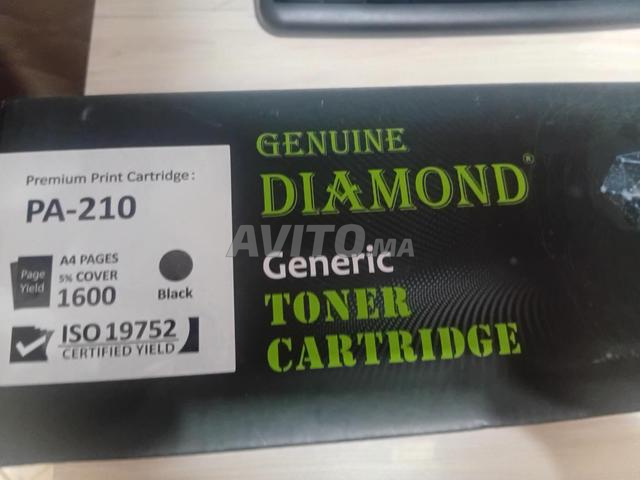 Premium Print Cartridge:
PA-210
Page
Yield
A4 PAGES
5% COVER
1600
Black
ISO 19752
CERTIFIED YIELD
GENUINE
DIAMOND®
Generic
TONER
CARTRIDGE
AVITO.MA